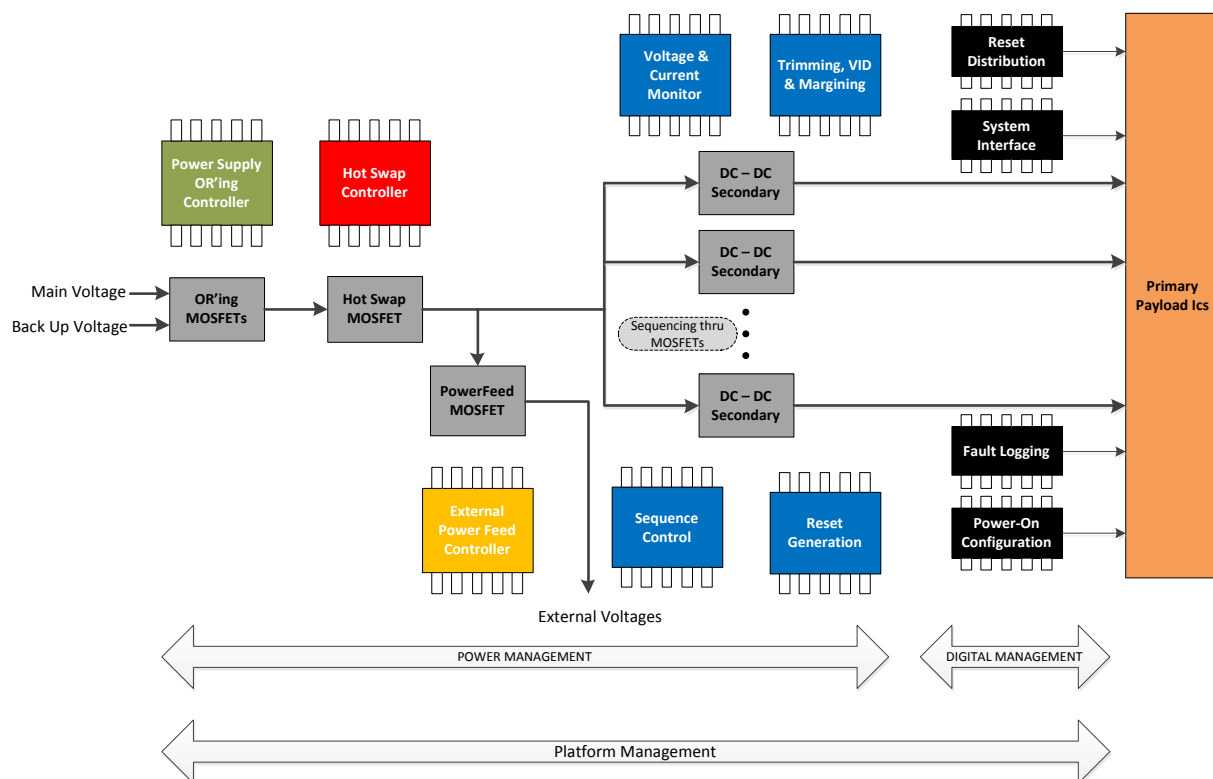 Voltage &
Current
Monitor
Trimming, VID
& Margining
Reset
Distribution
System
Interface
Power Supply
OR'ing
Controller
Hot Swap
Controller
DC – DC
Secondary
DC – DC
Secondary
Main Voltage
Back Up Voltage
OR'ing
MOSFETs
Hot Swap
MOSFET
Sequencing thru
MOSFETs
Primary
Payload Ics
PowerFeed
MOSFET
DC – DC
Secondary
Fault Logging
External
Power Feed
Controller
Sequence
Control
Reset
Generation
Power-On
Configuration
External Voltages
POWER MANAGEMENT
DIGITAL MANAGEMENT
Platform Management